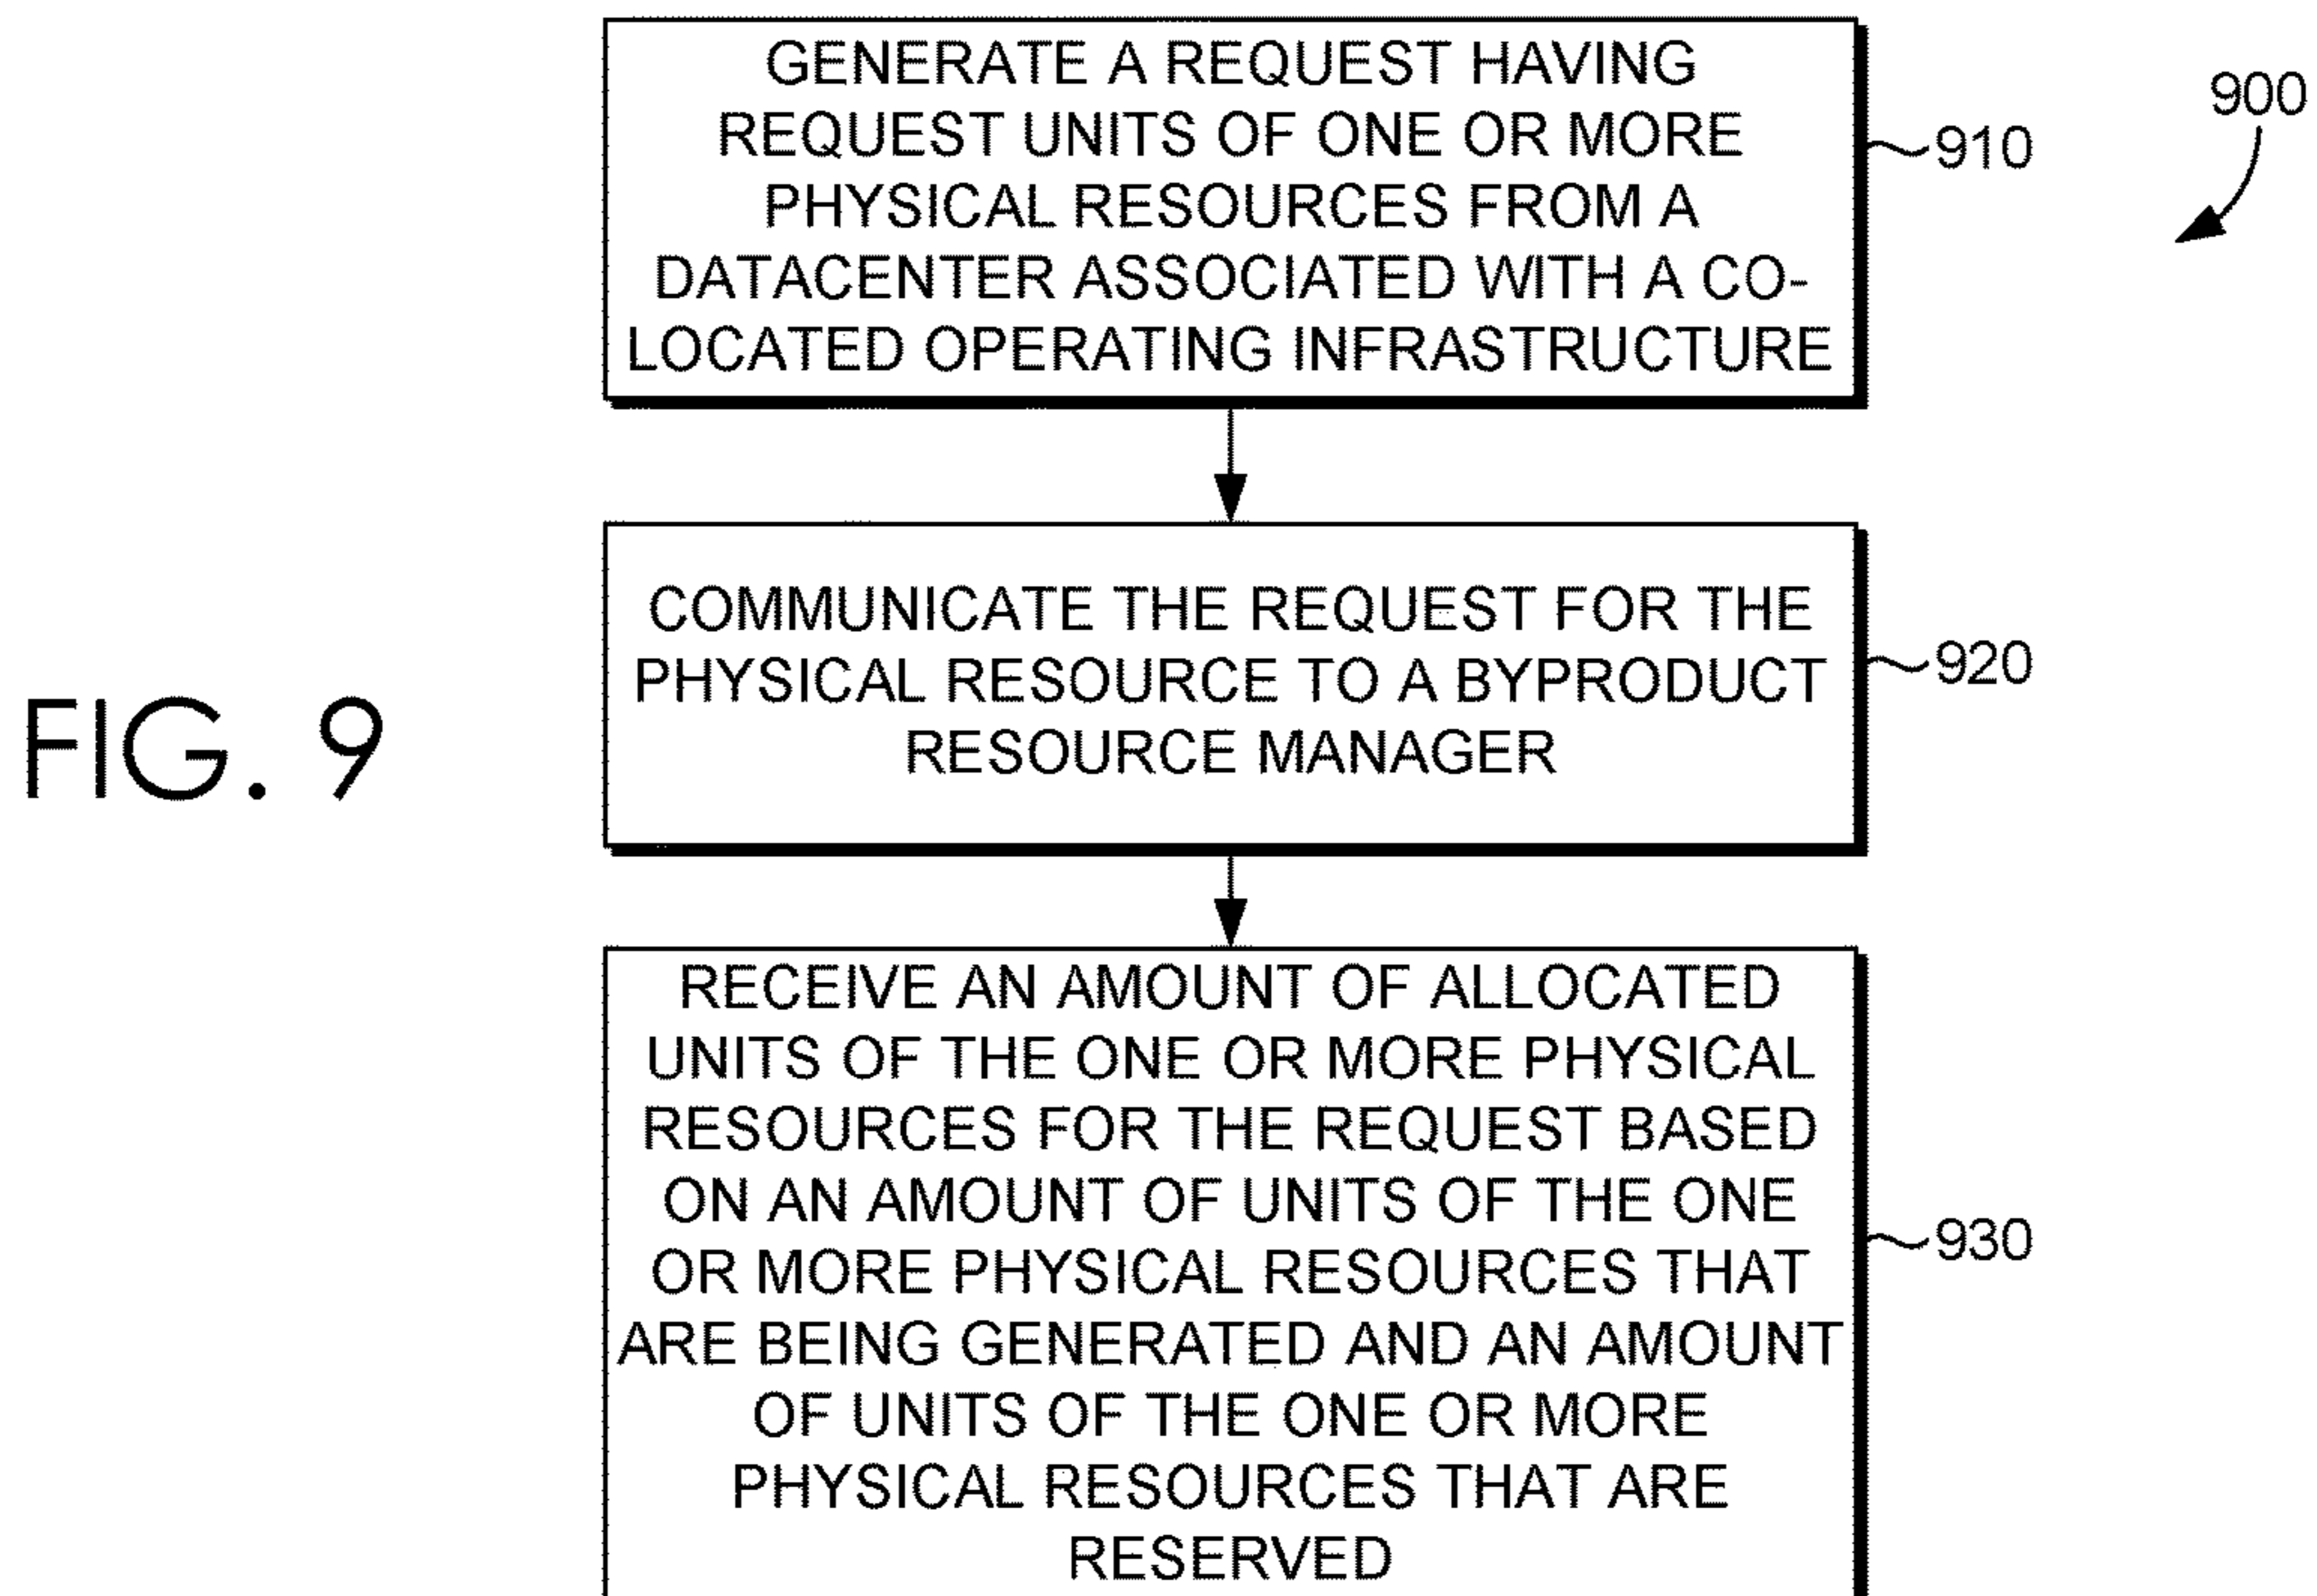 GENERATE A REQUEST HAVING
REQUEST UNITS OF ONE OR MORE
PHYSICAL RESOURCES FROM A
DATACENTER ASSOCIATED WITH A CO-
LOCATED OPERATING INFRASTRUCTURE
910
900
COMMUNICATE THE REQUEST FOR THE
PHYSICAL RESOURCE TO A BYPRODUCT
RESOURCE MANAGER
920
FIG. 9
RECEIVE AN AMOUNT OF ALLOCATED
UNITS OF THE ONE OR MORE PHYSICAL
RESOURCES FOR THE REQUEST BASED
ON AN AMOUNT OF UNITS OF THE ONE
OR MORE PHYSICAL RESOURCES THAT
ARE BEING GENERATED AND AN AMOUNT
OF UNITS OF THE ONE OR MORE
PHYSICAL RESOURCES THAT ARE
RESERVED
930